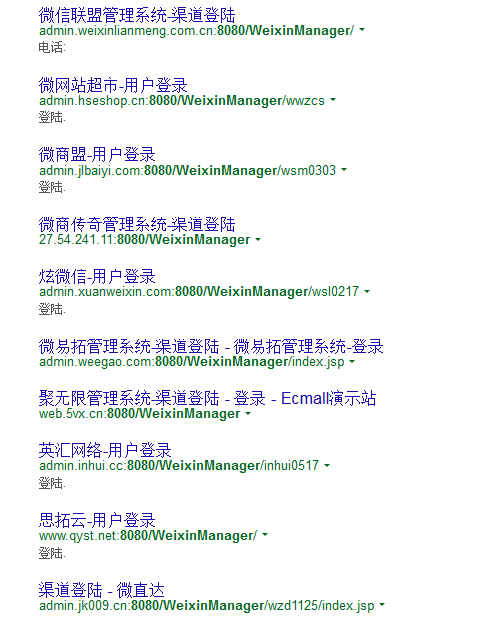 微信联盟管理系统-渠道登陆
admin.weixinlianmeng.com.cn:8080/WeixinManager/
电话:
微网站超市-用户登录
admin.hseshop.cn:8080/WeixinManager/wwzcs
登陆.
微商盟-用户登录
admin.jlbaiyi.com:8080/WeixinManager/wsm0303
登陆.
微商传奇管理系统-渠道登陆
27.54.241.11:8080/WeixinManager
炫微信-用户登录
admin.xuanweixin.com:8080/WeixinManager/wsl0217
登陆.
微易拓管理系统-渠道登陆 - 微易拓管理系统-登录
admin.weegao.com:8080/WeixinManager/index.jsp
聚无限管理系统-渠道登陆 - 登录 - Ecmall演示站
web.5vx.cn:8080/WeixinManager
英汇网络-用户登录
admin.inhui.cc:8080/WeixinManager/inhui0517
登陆.
思拓云-用户登录
www.qyst.net:8080/WeixinManager/
登陆.
渠道登陆 - 微直达
admin.jk009.cn:8080/WeixinManager/wzd1125/index.jsp